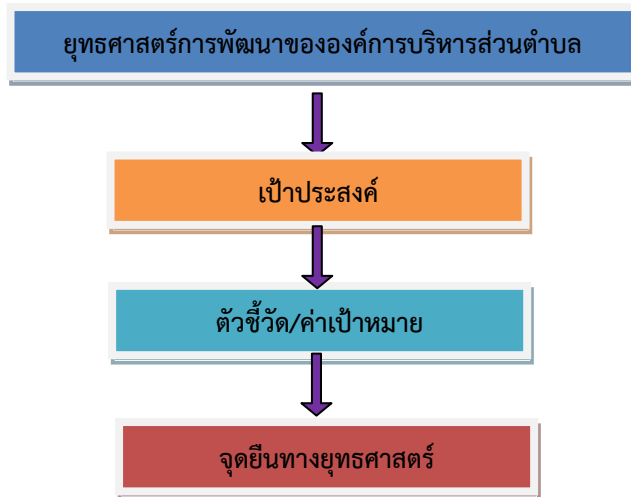 ยุทธศาสตร์การพัฒนาขององค์การบริหารส่วนตำบล
เป้าประสงค์
ตัวชี้วัด/ค่าเป้าหมาย
จุดยืนทางยุทธศาสตร์